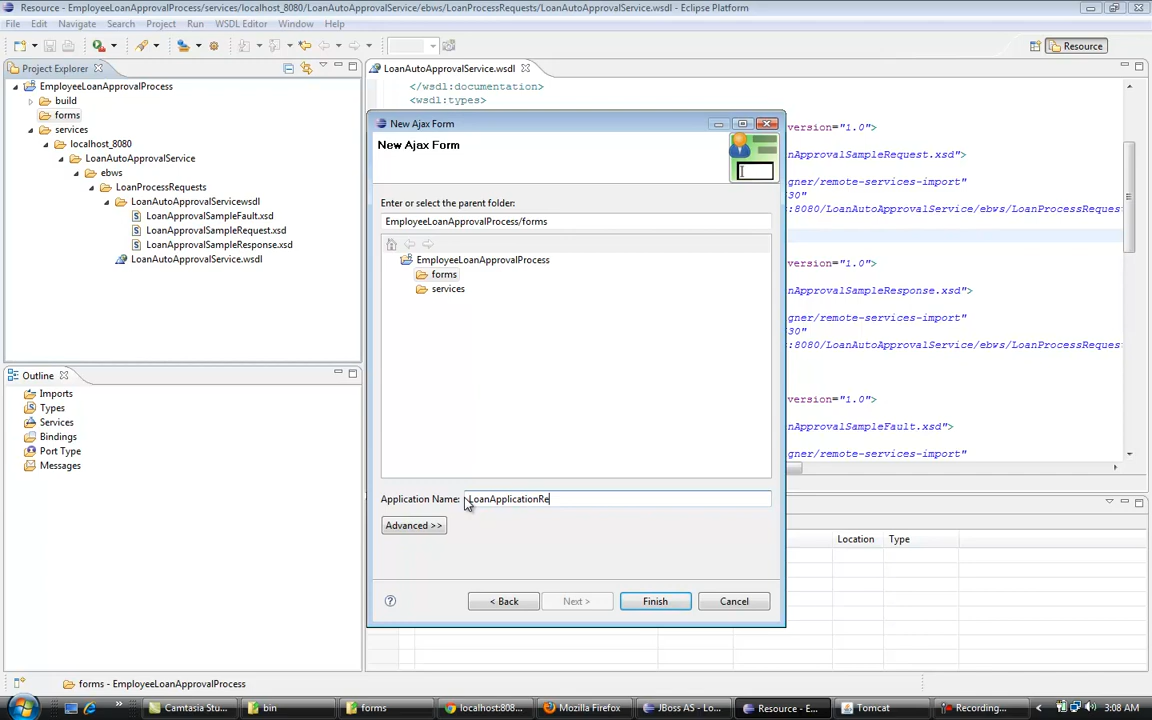 Resource - EmployeeLoanApprovalProcess/services/localhost_8080/LoanAutoApprovalService/ebws/LoanProcessRequests/LoanAutoApprovalService.wsdl - Eclipse Platform
File Edit Navigate Search Project Run WSDL Editor Window Help
Resource
Project Explorer
LoanAutoApprovalService.wsdl
EmployeeLoanApprovalProcess
build
forms
services
localhost_8080
LoanAutoApprovalService
ebws
LoanProcessRequests
LoanAutoApprovalServicewsdl
LoanApprovalSampleFault.xsd
LoanApprovalSampleRequest.xsd
LoanApprovalSampleResponse.xsd
LoanAutoApprovalService.wsdl
Outline
Imports
Types
Services
Bindings
Port Type
Messages
</wsdl:documentation>
<wsdl:types>
version="1.0">
nApprovalSampleRequest.xsd">
gner/remote-services-import"
30"
s:8080/LoanAutoApprovalService/ebws/LoanProcessRequest
version="1.0">
nApprovalSampleResponse.xsd">
gner/remote-services-import"
30"
s:8080/LoanAutoApprovalService/ebws/LoanProcessRequest
version="1.0">
nApprovalSampleFault.xsd">
gner/remote-services-import"
Location Type
New Ajax Form
New Ajax Form
Enter or select the parent folder:
EmployeeLoanApprovalProcess/forms
EmployeeLoanApprovalProcess
forms
services
Application Name: LoanApplicationRe
Advanced >>
< Back Next > Finish Cancel
forms - EmployeeLoanApprovalProcess
Camtasia Stu... bin forms localhost:808... Mozilla Firefox JBoss AS - Lo... Resource - E... Tomcat Recording... 3:08 AM